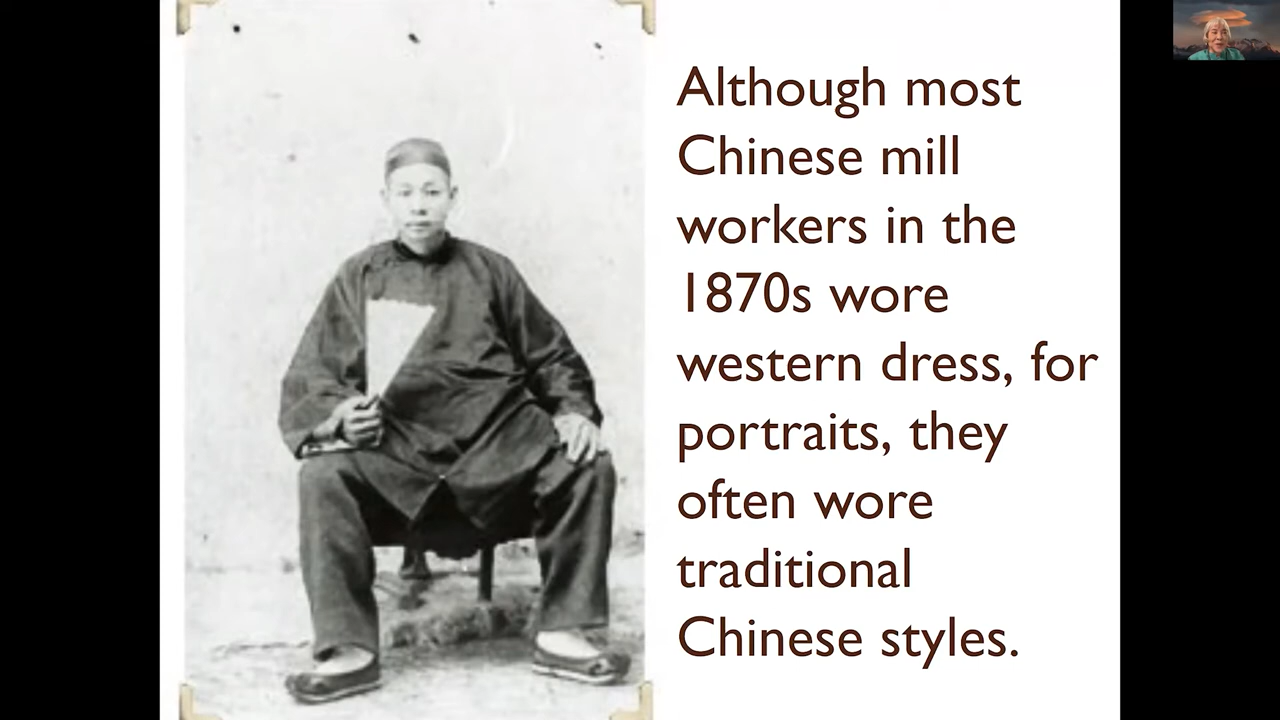 Although most
Chinese mill
workers in the
1870s wore
western dress, for
portraits, they
often wore
traditional
Chinese styles.